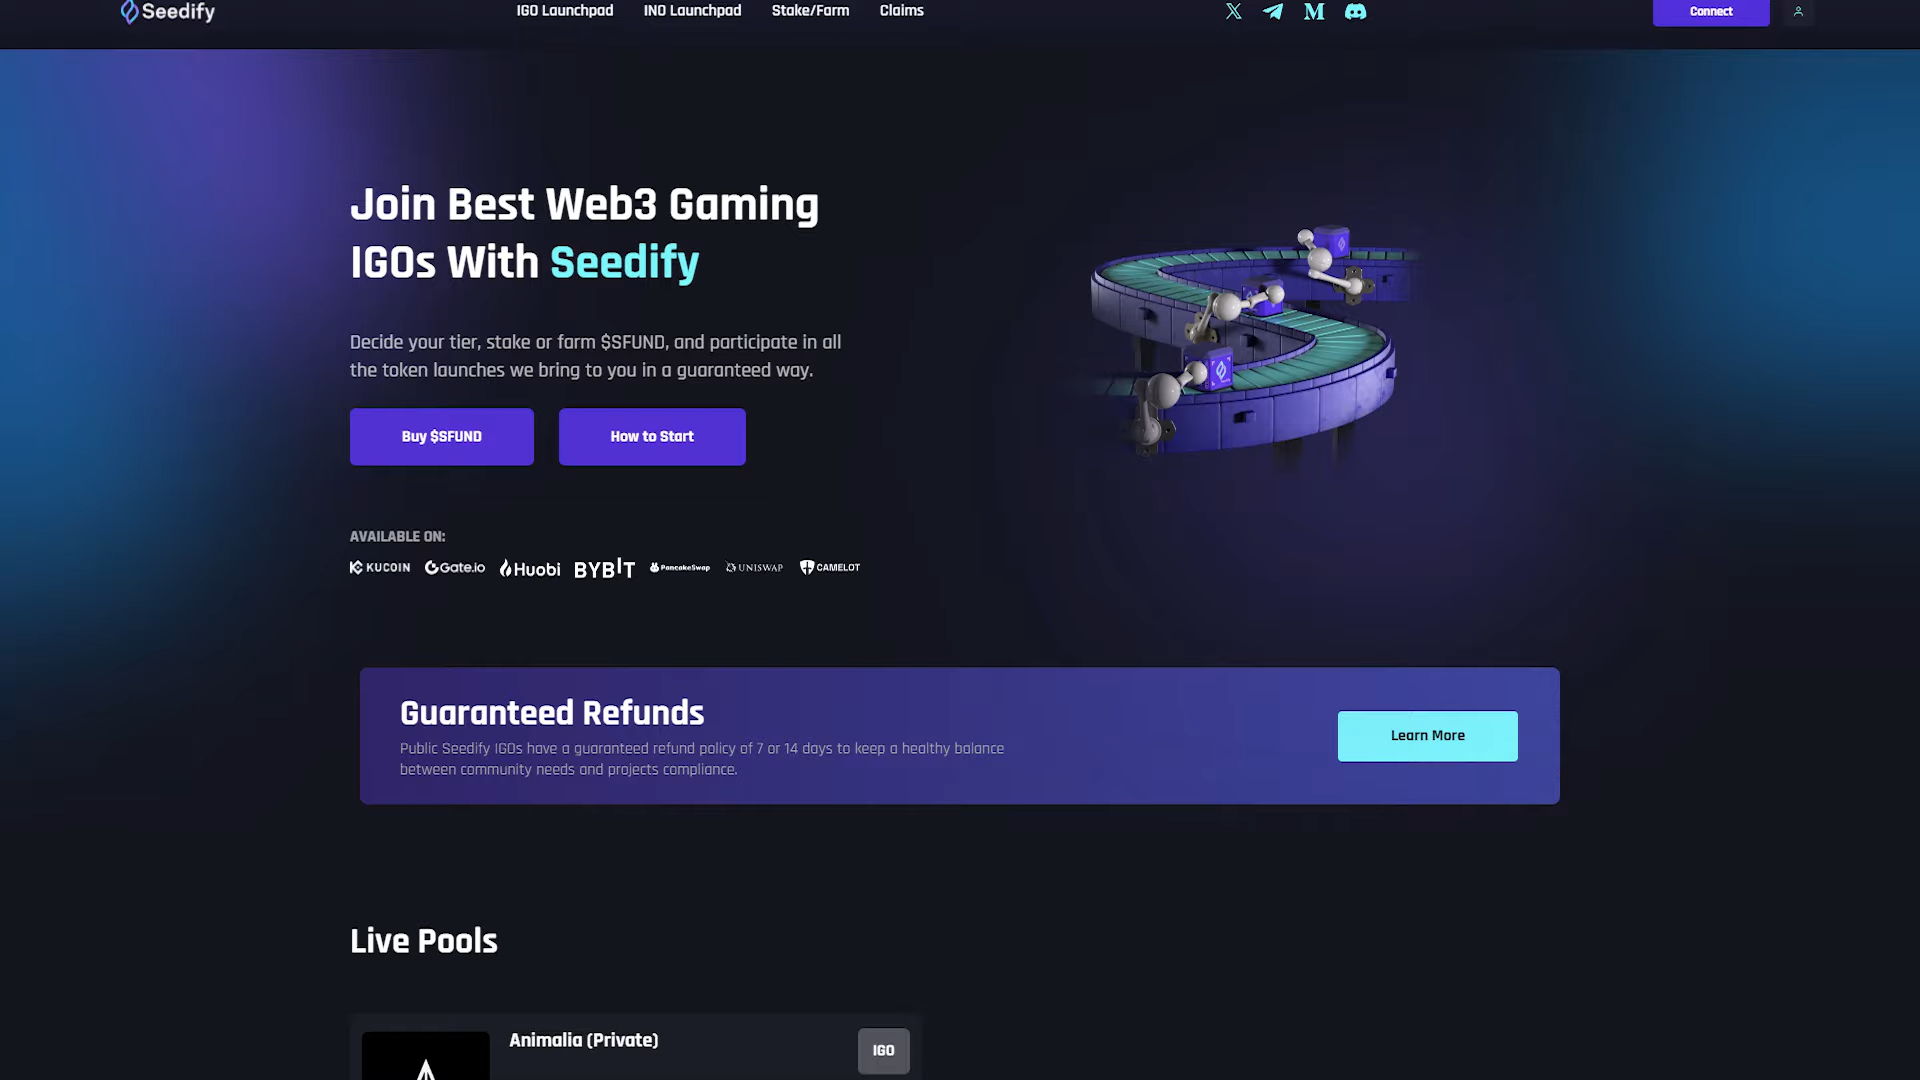 Seedify
IGO Launchpad
INO Launchpad
Stake/Farm
Claims
Connect
Join Best Web3 Gaming
IGOs With Seedify
Decide your tier, stake or farm $SFUND, and participate in all
the token launches we bring to you in a guaranteed way.
Buy $SFUND
How to Start
AVAILABLE ON:
KUCOIN
Gate.io
Huobi
BYBIT
PancakeSwap
UNISWAP
CAMELOT
Guaranteed Refunds
Public Seedify IGOs have a guaranteed refund policy of 7 or 14 days to keep a healthy balance
between community needs and projects compliance.
Learn More
Live Pools
Animalia (Private)
IGO